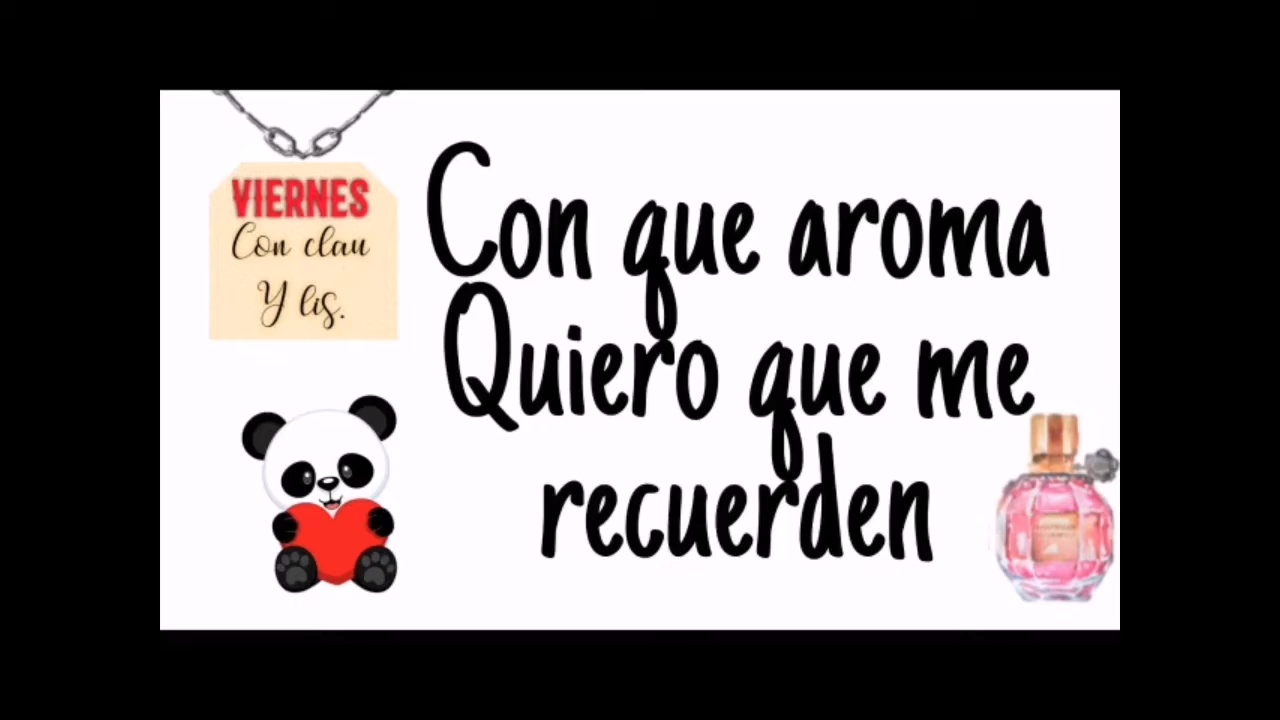 VIERNES
Con clau
Y lis.
Con que aroma
Quiero que me
recuerden